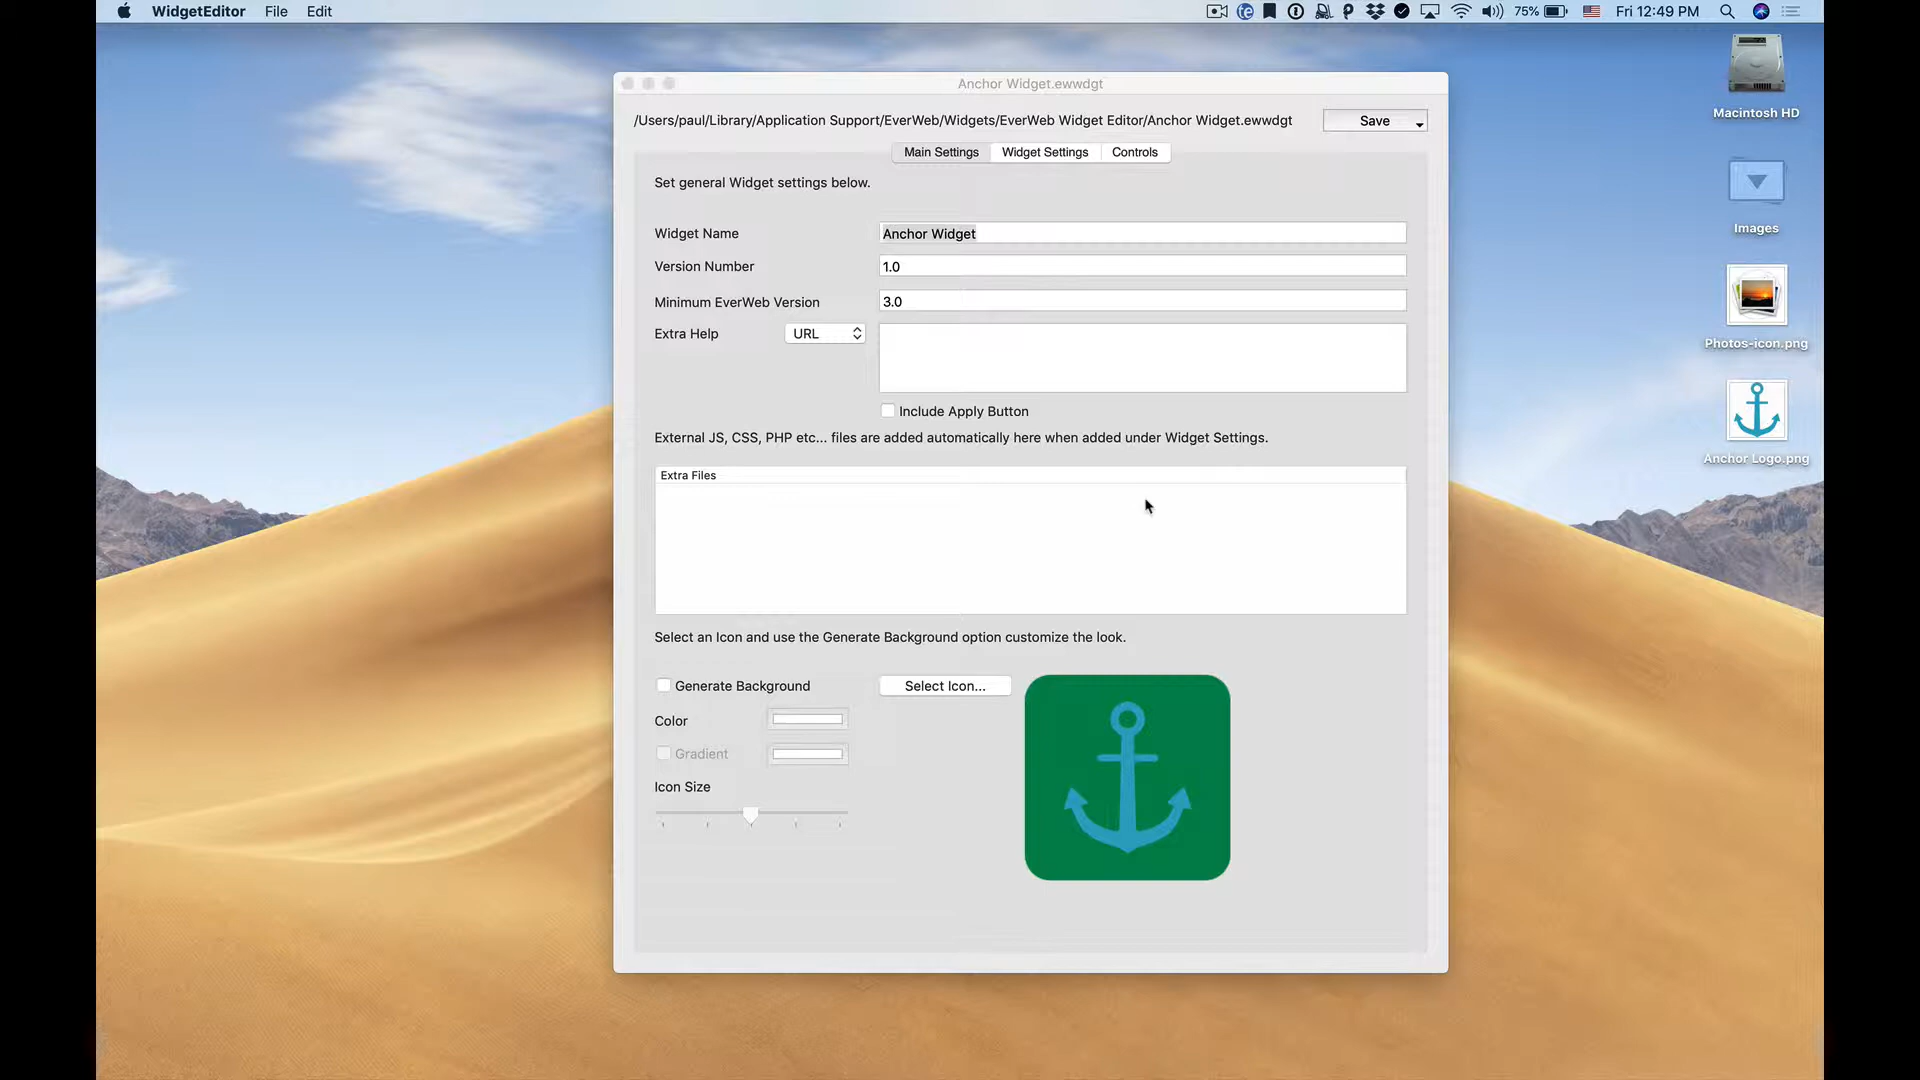 WidgetEditor File Edit 75% Fri 12:49 PM
Macintosh HD
Images
Photos-icon.png
Anchor Logo.png
Anchor Widget.ewwdgt
/Users/paul/Library/Application Support/EverWeb/Widgets/EverWeb Widget Editor/Anchor Widget.ewwdgt Save
Main Settings Widget Settings Controls
Set general Widget settings below.
Widget Name Anchor Widget
Version Number 1.0
Minimum EverWeb Version 3.0
Extra Help URL
Include Apply Button
External JS, CSS, PHP etc... files are added automatically here when added under Widget Settings.
Extra Files
Select an Icon and use the Generate Background option customize the look.
Generate Background Select Icon...
Color
Gradient
Icon Size